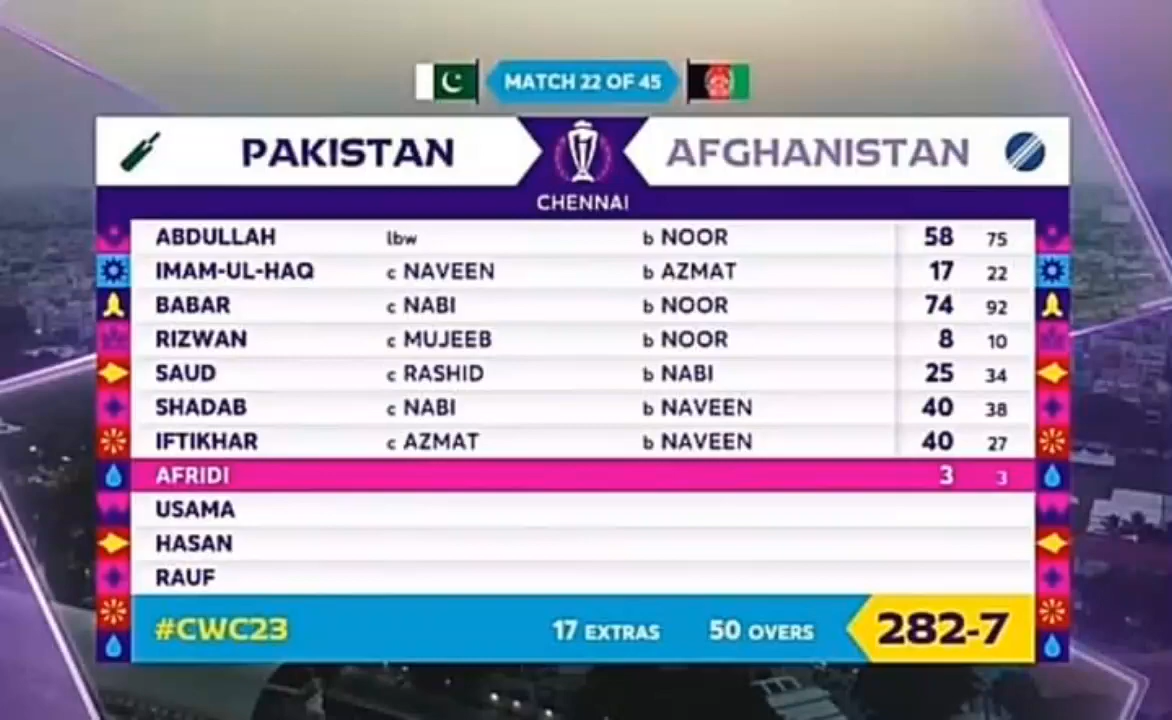 MATCH 22 OF 45
PAKISTAN AFGHANISTAN
CHENNAI
ABDULLAH lbw b NOOR 58 75
IMAM-UL-HAQ c NAVEEN b AZMAT 17 22
BABAR c NABI b NOOR 74 92
RIZWAN c MUJEEB b NOOR 8 10
SAUD c RASHID b NABI 25 34
SHADAB c NABI b NAVEEN 40 38
IFTIKHAR c AZMAT b NAVEEN 40 27
AFRIDI 3 3
USAMA
HASAN
RAUF
#CWC23 17 EXTRAS 50 OVERS 282-7